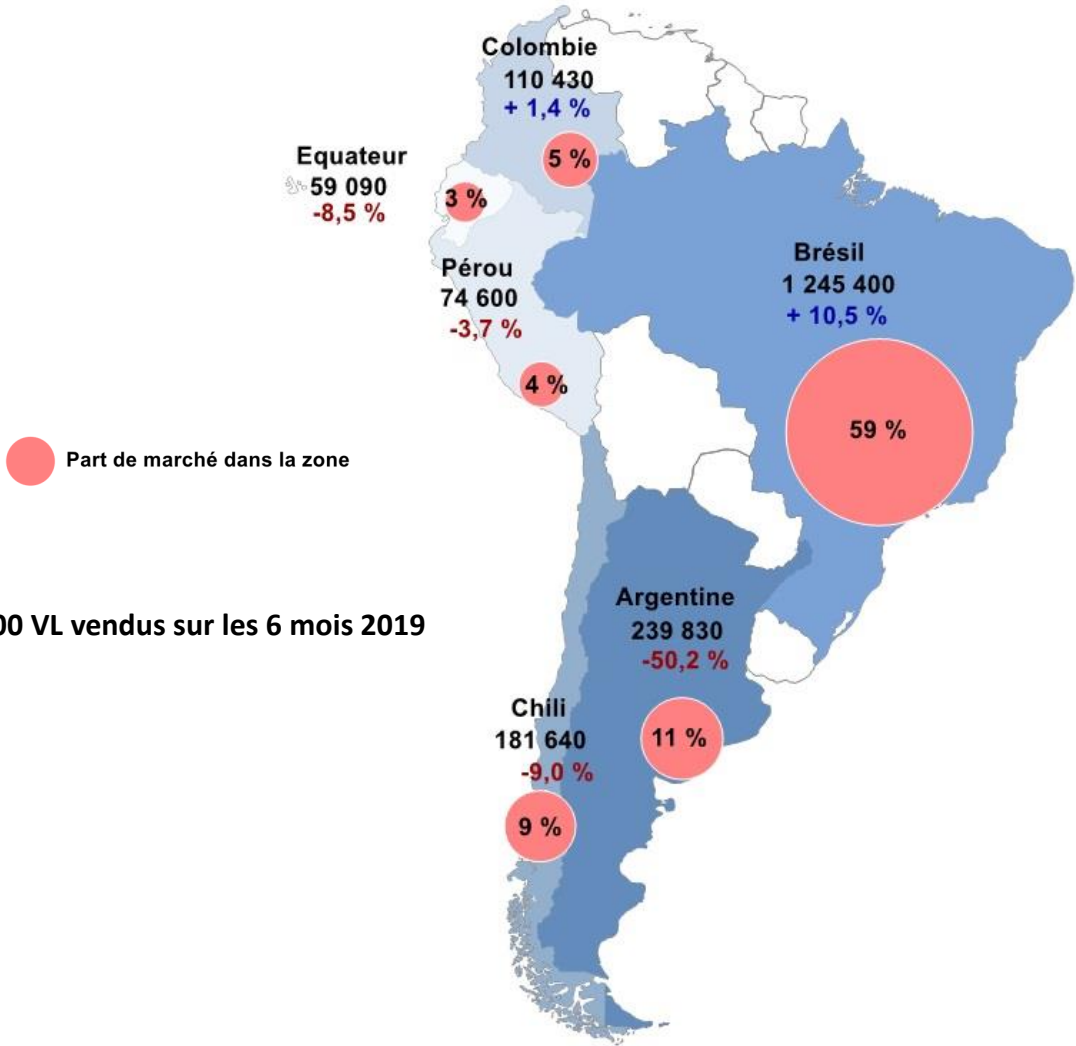 Colombie
110 430
+ 1,4 %
5 %
Equateur
59 090
-8,5 %
3 %
Pérou
74 600
-3,7 %
4 %
Brésil
1 245 400
+ 10,5 %
59 %
Part de marché dans la zone
00 VL vendus sur les 6 mois 2019
Argentine
239 830
-50,2 %
11 %
Chili
181 640
-9,0 %
9 %